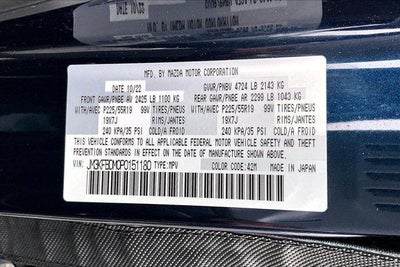 MFD. BY MAZDA MOTOR CORPORATION
DATE 10/22 GVWR/PNBV 4724 LB 2143 KG
FRONT GAWR/PNBE AV 2425 LB 1100 KG REAR GAWR/PNBE AR 2299 LB 1043 KG
WITH/AVEC P225/55R19 99V TIRES/PNEUS WITH/AVEC P225/55R19 99V TIRES/PNEUS
19X7J RIMS/JANTES 19X7J RIMS/JANTES
240 KPA/35 PSI COLD/A FROID 240 KPA/35 PSI COLD/A FROID
THIS VEHICLE CONFORMS TO ALL APPLICABLE FEDERAL MOTOR VEHICLE SAFETY/
BUMPER AND THEFT PREVENTION STANDARDS IN EFFECT ON THE DATE OF
MANUFACTURE SHOWN ABOVE.
VIN: JM3KFBDM0P0151180 TYPE:MPV COLOR CODE:42M MADE IN JAPAN